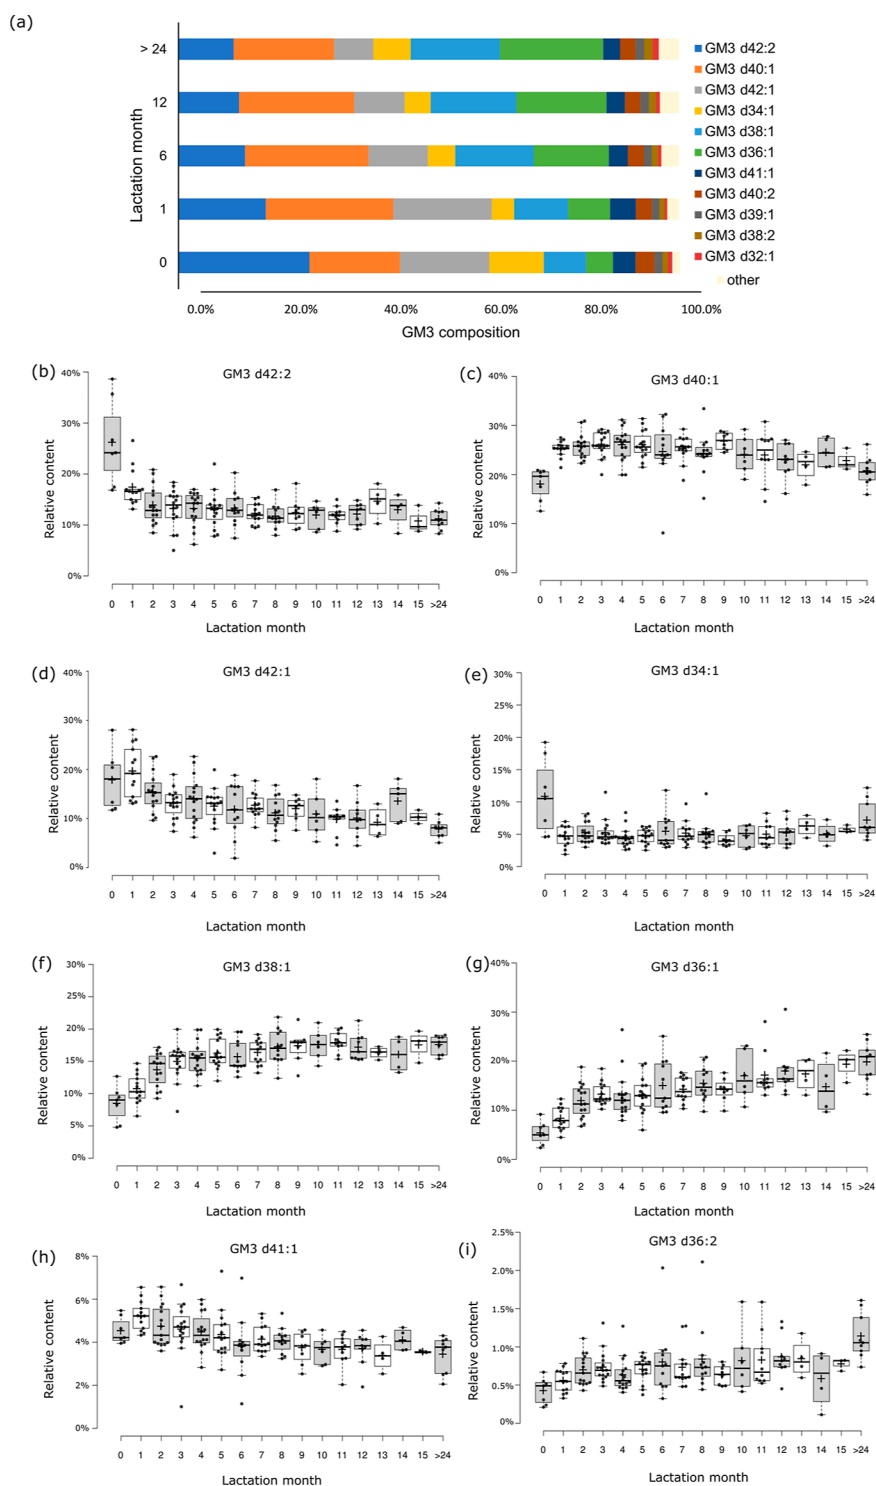 (a)
Lactation month
> 24
12
6
1
0
0.0% 20.0% 40.0% 60.0% 80.0% 100.0%
GM3 composition
GM3 d42:2
GM3 d40:1
GM3 d42:1
GM3 d34:1
GM3 d38:1
GM3 d36:1
GM3 d41:1
GM3 d40:2
GM3 d39:1
GM3 d38:2
GM3 d32:1
other
(b)
GM3 d42:2
Relative content
40%
30%
20%
10%
0%
0 1 2 3 4 5 6 7 8 9 10 11 12 13 14 15 >24
Lactation month
(c)
GM3 d40:1
Relative content
40%
30%
20%
10%
0%
0 1 2 3 4 5 6 7 8 9 10 11 12 13 14 15 >24
Lactation month
(d)
GM3 d42:1
Relative content
40%
30%
20%
10%
0%
0 1 2 3 4 5 6 7 8 9 10 11 12 13 14 15 >24
Lactation month
(e)
GM3 d34:1
Relative content
30%
25%
20%
15%
10%
5%
0%
0 1 2 3 4 5 6 7 8 9 10 11 12 13 14 15 >24
Lactation month
(f)
GM3 d38:1
Relative content
30%
25%
20%
15%
10%
5%
0%
0 1 2 3 4 5 6 7 8 9 10 11 12 13 14 15 >24
Lactation month
(g)
GM3 d36:1
Relative content
40%
30%
20%
10%
0%
0 1 2 3 4 5 6 7 8 9 10 11 12 13 14 15 >24
Lactation month
(h)
GM3 d41:1
Relative content
8%
6%
4%
2%
0%
0 1 2 3 4 5 6 7 8 9 10 11 12 13 14 15 >24
Lactation month
(i)
GM3 d36:2
Relative content
2.5%
2.0%
1.5%
1.0%
0.5%
0.0%
0 1 2 3 4 5 6 7 8 9 10 11 12 13 14 15 >24
Lactation month